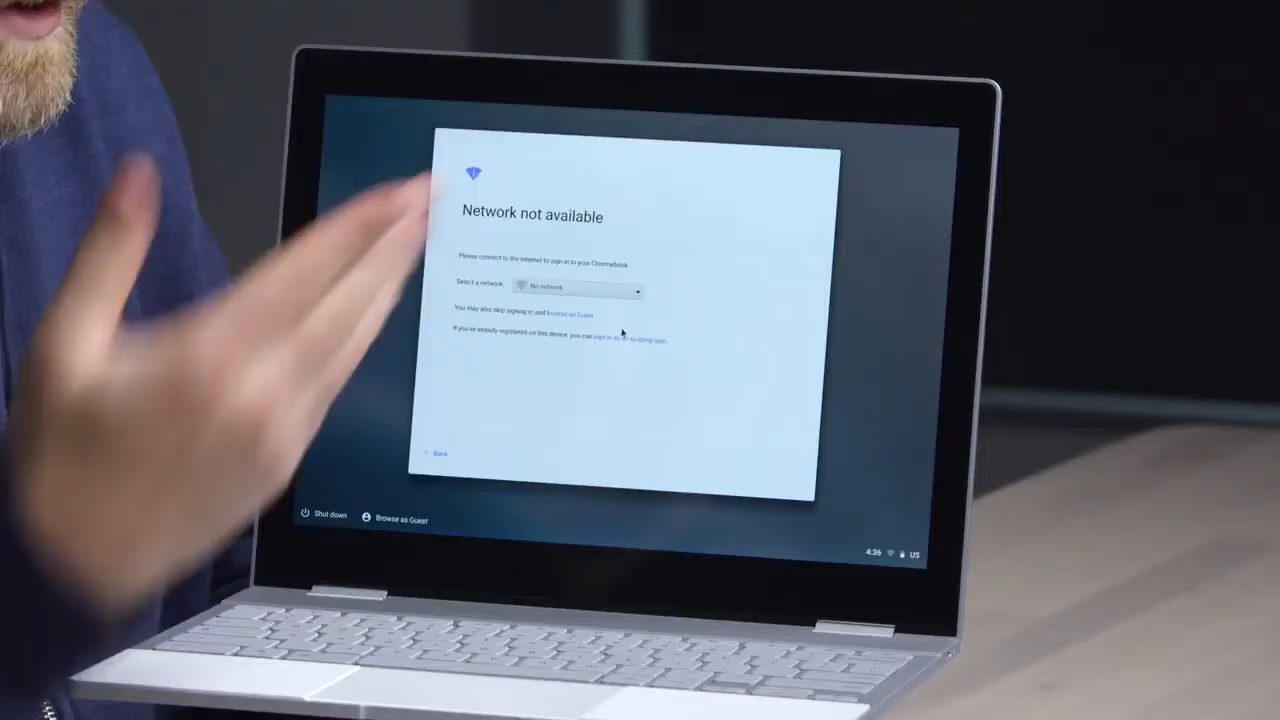 Network not available
Please connect to the internet to sign in to your Chromebook
Select a network: No network
You may also skip signing in and browse as Guest.
If you've already registered on this device, you can sign in as an existing user.
Back
Shut down Browse as Guest
4:36 US